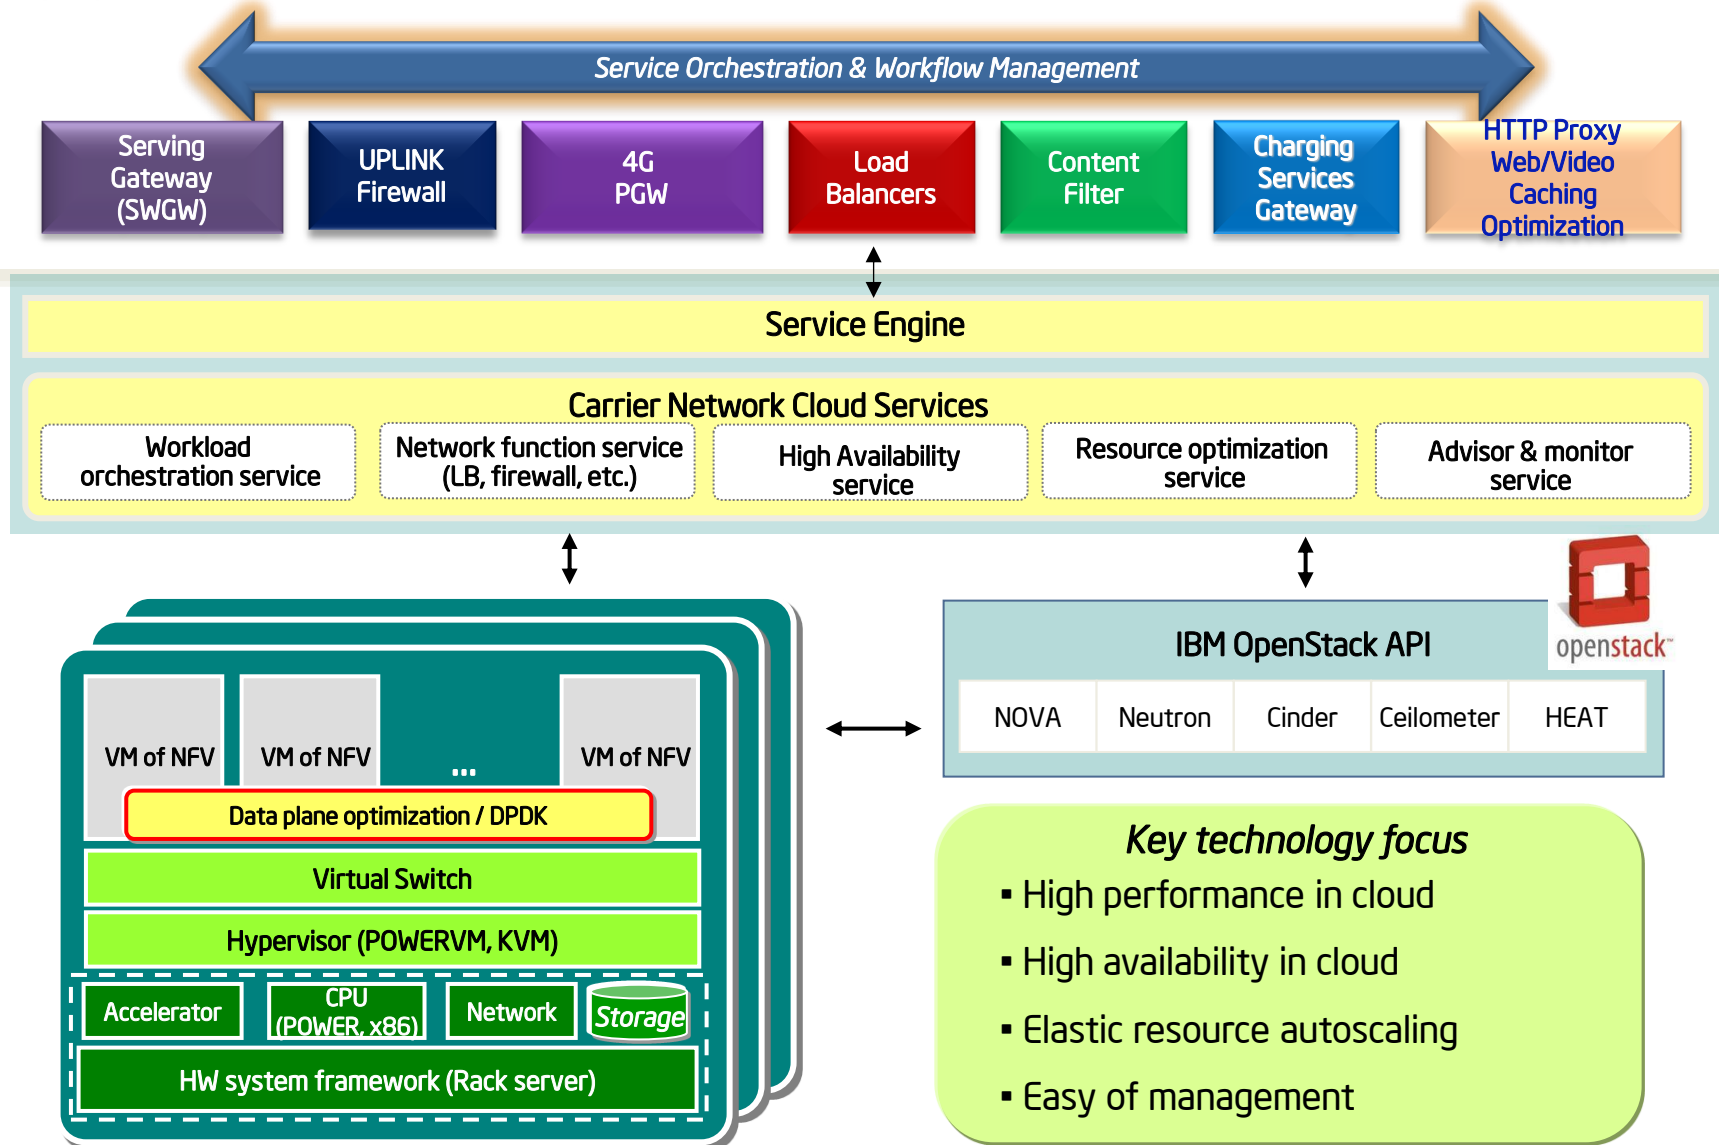 Service Orchestration & Workflow Management
Serving
Gateway
(SWGW)
UPLINK
Firewall
4G
PGW
Load
Balancers
Content
Filter
Charging
Services
Gateway
HTTP Proxy
Web/Video
Caching
Optimization
Service Engine
Carrier Network Cloud Services
Workload
orchestration service
Network function service
(LB, firewall, etc.)
High Availability
service
Resource optimization
service
Advisor & monitor
service
VM of NFV
VM of NFV
...
VM of NFV
Data plane optimization / DPDK
Virtual Switch
Hypervisor (POWERVM, KVM)
Accelerator
CPU
(POWER, x86)
Network
Storage
HW system framework (Rack server)
IBM OpenStack API
openstack™
NOVA
Neutron
Cinder
Ceilometer
HEAT
Key technology focus
▪ High performance in cloud
▪ High availability in cloud
▪ Elastic resource autoscaling
▪ Easy of management